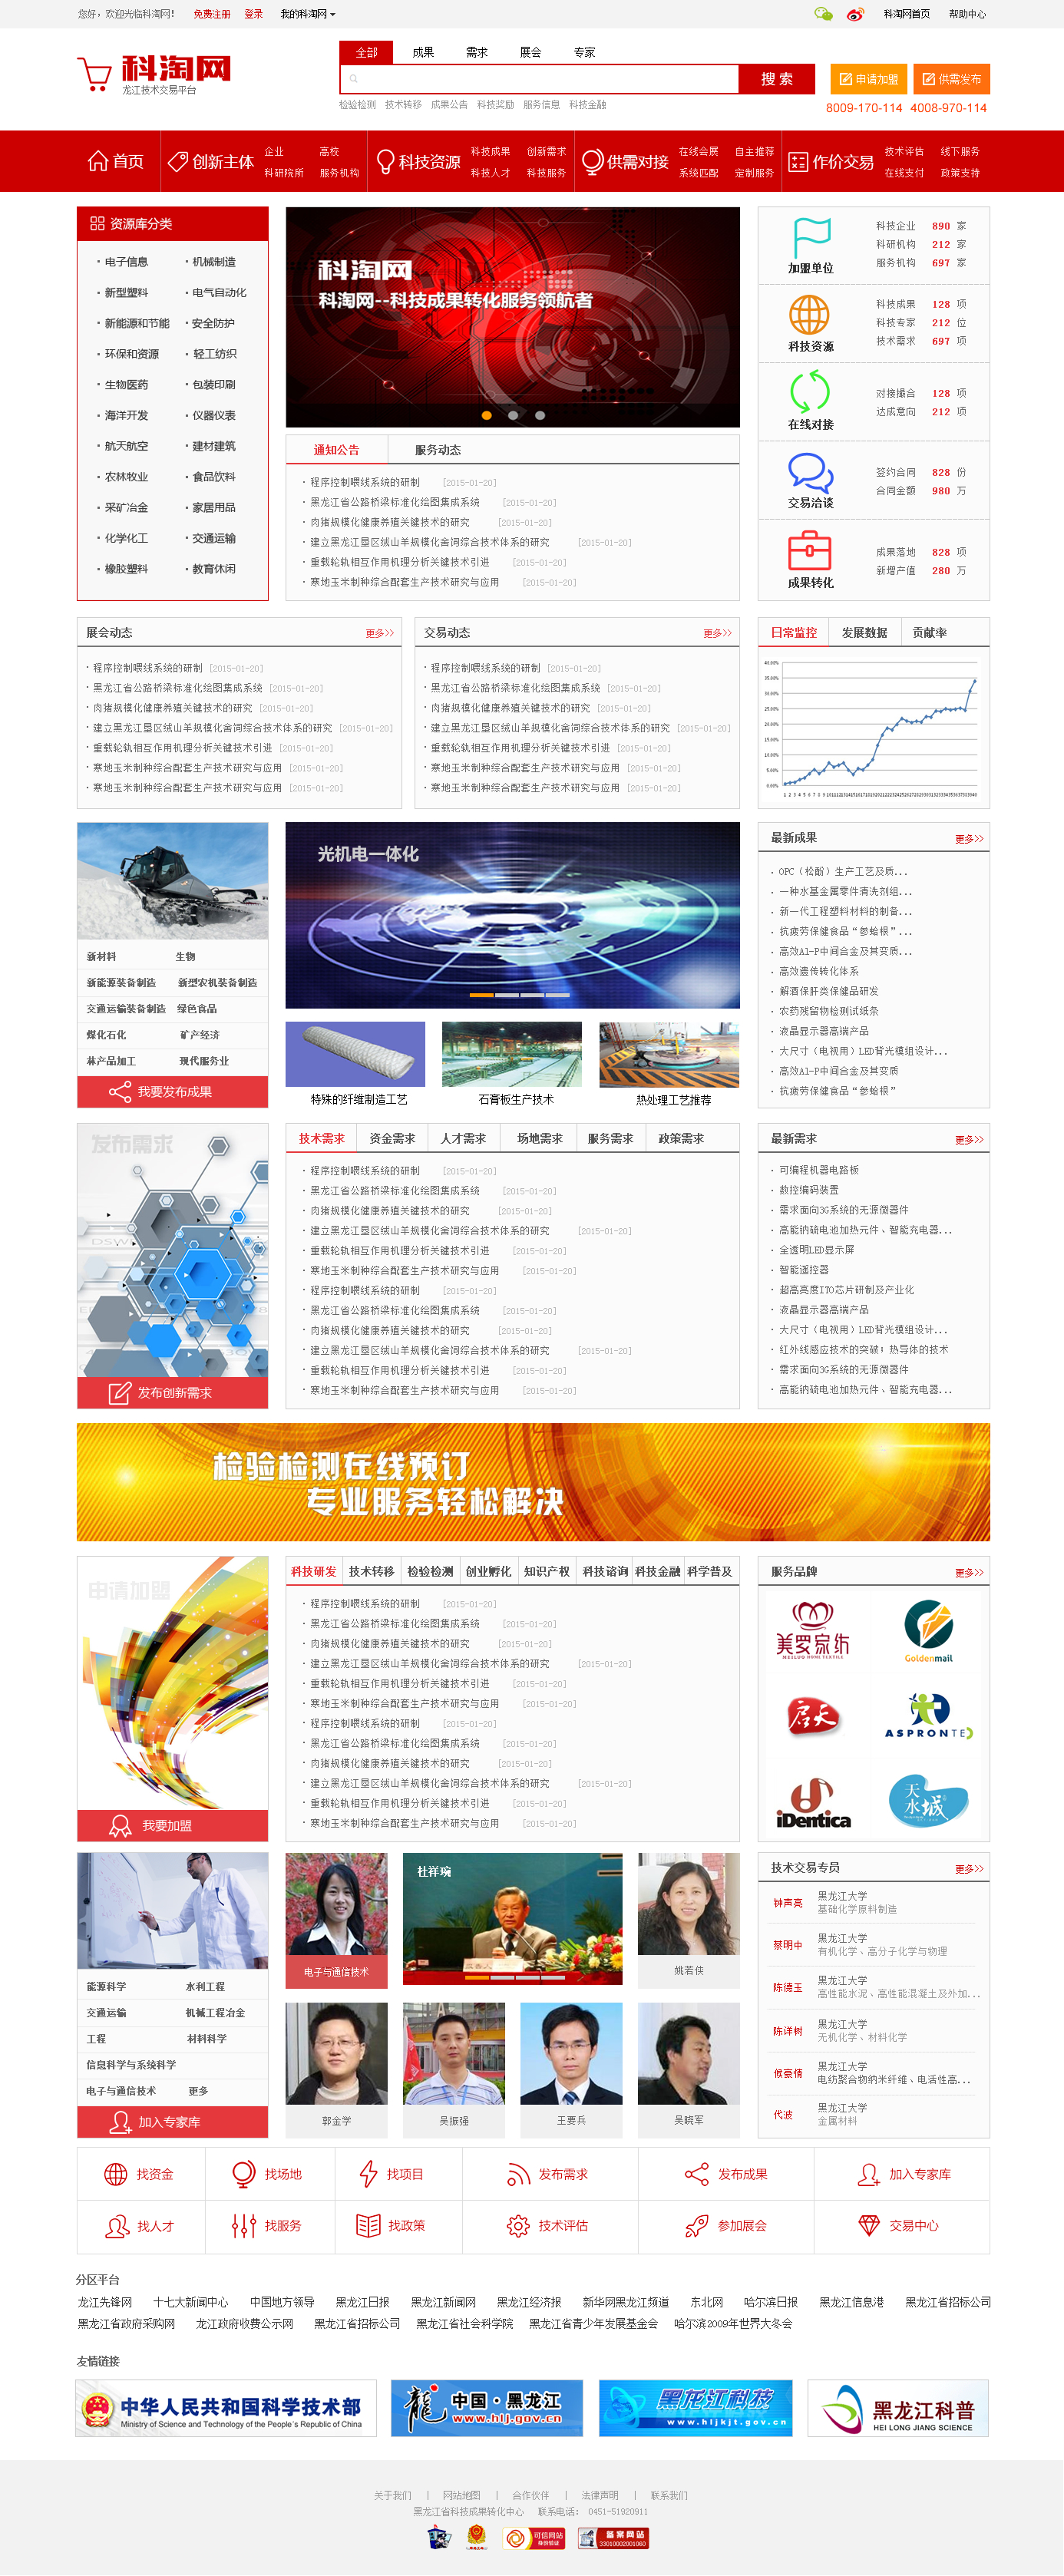 您好，欢迎光临科淘网！ 免费注册 登录 我的科淘网 科淘网首页 帮助中心
科淘网
龙江技术交易平台
全部 成果 需求 展会 专家
搜 索
申请加盟 供需发布
检验检测 技术转移 成果公告 科技奖励 服务信息 科技金融
8009-170-114 4008-970-114
首页
创新主体 企业 高校 科研院所 服务机构
科技资源 科技成果 创新需求 科技人才 科技服务
供需对接 在线会展 自主推荐 系统匹配 定制服务
作价交易 技术评估 线下服务 在线支付 政策支持
资源库分类
电子信息 机械制造
新型塑料 电气自动化
新能源和节能 安全防护
环保和资源 轻工纺织
生物医药 包装印刷
海洋开发 仪器仪表
航天航空 建材建筑
农林牧业 食品饮料
采矿冶金 家居用品
化学化工 交通运输
橡胶塑料 教育休闲
科淘网
科淘网--科技成果转化服务领航者
通知公告 服务动态
程序控制喂线系统的研制 [2015-01-20]
黑龙江省公路桥梁标准化绘图集成系统 [2015-01-20]
肉猪规模化健康养殖关键技术的研究 [2015-01-20]
建立黑龙江垦区绒山羊规模化舍饲综合技术体系的研究 [2015-01-20]
重载轮轨相互作用机理分析关键技术引进 [2015-01-20]
寒地玉米制种综合配套生产技术研究与应用 [2015-01-20]
加盟单位
科技企业 890 家
科研机构 212 家
服务机构 697 家
科技资源
科技成果 128 项
科技专家 212 位
技术需求 697 项
在线对接
对接撮合 128 项
达成意向 212 项
交易洽谈
签约合同 828 份
合同金额 980 万
成果转化
成果落地 828 项
新增产值 280 万
展会动态 更多>>
程序控制喂线系统的研制 [2015-01-20]
黑龙江省公路桥梁标准化绘图集成系统 [2015-01-20]
肉猪规模化健康养殖关键技术的研究 [2015-01-20]
建立黑龙江垦区绒山羊规模化舍饲综合技术体系的研究 [2015-01-20]
重载轮轨相互作用机理分析关键技术引进 [2015-01-20]
寒地玉米制种综合配套生产技术研究与应用 [2015-01-20]
寒地玉米制种综合配套生产技术研究与应用 [2015-01-20]
交易动态 更多>>
程序控制喂线系统的研制 [2015-01-20]
黑龙江省公路桥梁标准化绘图集成系统 [2015-01-20]
肉猪规模化健康养殖关键技术的研究 [2015-01-20]
建立黑龙江垦区绒山羊规模化舍饲综合技术体系的研究 [2015-01-20]
重载轮轨相互作用机理分析关键技术引进 [2015-01-20]
寒地玉米制种综合配套生产技术研究与应用 [2015-01-20]
寒地玉米制种综合配套生产技术研究与应用 [2015-01-20]
日常监控 发展数据 贡献率
40.00%
35.00%
30.00%
25.00%
20.00%
15.00%
10.00%
5.00%
0.00%
新材料 生物
新能源装备制造 新型农机装备制造
交通运输装备制造 绿色食品
煤化石化 矿产经济
林产品加工 现代服务业
我要发布成果
光机电一体化
特殊的纤维制造工艺 石膏板生产技术 热处理工艺推荐
最新成果 更多>>
OPC（松酚）生产工艺及质...
一种水基金属零件清洗剂组...
新一代工程塑料材料的制备...
抗疲劳保健食品“参蛤根”...
高效Al-P中间合金及其变质...
高效遗传转化体系
解酒保肝类保健品研发
农药残留物检测试纸条
液晶显示器高端产品
大尺寸（电视用）LED背光模组设计...
高效Al-P中间合金及其变质
抗疲劳保健食品“参蛤根”
发布需求
发布创新需求
技术需求 资金需求 人才需求 场地需求 服务需求 政策需求
程序控制喂线系统的研制 [2015-01-20]
黑龙江省公路桥梁标准化绘图集成系统 [2015-01-20]
肉猪规模化健康养殖关键技术的研究 [2015-01-20]
建立黑龙江垦区绒山羊规模化舍饲综合技术体系的研究 [2015-01-20]
重载轮轨相互作用机理分析关键技术引进 [2015-01-20]
寒地玉米制种综合配套生产技术研究与应用 [2015-01-20]
程序控制喂线系统的研制 [2015-01-20]
黑龙江省公路桥梁标准化绘图集成系统 [2015-01-20]
肉猪规模化健康养殖关键技术的研究 [2015-01-20]
建立黑龙江垦区绒山羊规模化舍饲综合技术体系的研究 [2015-01-20]
重载轮轨相互作用机理分析关键技术引进 [2015-01-20]
寒地玉米制种综合配套生产技术研究与应用 [2015-01-20]
最新需求 更多>>
可编程机器电路板
数控编码装置
需求面向3G系统的无源微器件
高能钠硫电池加热元件、智能充电器...
全透明LED显示屏
智能遥控器
超高亮度ITO芯片研制及产业化
液晶显示器高端产品
大尺寸（电视用）LED背光模组设计...
红外线感应技术的突破；热导体的技术
需求面向3G系统的无源微器件
高能钠硫电池加热元件、智能充电器...
检验检测在线预订
专业服务轻松解决
申请加盟
我要加盟
科技研发 技术转移 检验检测 创业孵化 知识产权 科技咨询 科技金融 科学普及
程序控制喂线系统的研制 [2015-01-20]
黑龙江省公路桥梁标准化绘图集成系统 [2015-01-20]
肉猪规模化健康养殖关键技术的研究 [2015-01-20]
建立黑龙江垦区绒山羊规模化舍饲综合技术体系的研究 [2015-01-20]
重载轮轨相互作用机理分析关键技术引进 [2015-01-20]
寒地玉米制种综合配套生产技术研究与应用 [2015-01-20]
程序控制喂线系统的研制 [2015-01-20]
黑龙江省公路桥梁标准化绘图集成系统 [2015-01-20]
肉猪规模化健康养殖关键技术的研究 [2015-01-20]
建立黑龙江垦区绒山羊规模化舍饲综合技术体系的研究 [2015-01-20]
重载轮轨相互作用机理分析关键技术引进 [2015-01-20]
寒地玉米制种综合配套生产技术研究与应用 [2015-01-20]
服务品牌 更多>>
美罗家纺
MEILUO HOME TEXTILE
Goldenmail
ASPRONTEC
iDentica
天水城
能源科学 水利工程
交通运输 机械工程冶金
工程 材料科学
信息科学与系统科学
电子与通信技术 更多
加入专家库
电子与通信技术
杜祥琬
姚若侠
郭金学 吴振强 王要兵 吴晓军
技术交易专员 更多>>
钟声亮 黑龙江大学
基础化学原料制造
蔡明中 黑龙江大学
有机化学、高分子化学与物理
陈德玉 黑龙江大学
高性能水泥、高性能混凝土及外加...
陈详树 黑龙江大学
无机化学、材料化学
候豪情 黑龙江大学
电纺聚合物纳米纤维、电活性高...
代波 黑龙江大学
金属材料
找资金 找场地 找项目 发布需求 发布成果 加入专家库
找人才 找服务 找政策 技术评估 参加展会 交易中心
分区平台
龙江先锋网 十七大新闻中心 中国地方领导 黑龙江日报 黑龙江新闻网 黑龙江经济报 新华网黑龙江频道 东北网 哈尔滨日报 黑龙江信息港 黑龙江省招标公司
黑龙江省政府采购网 龙江政府收费公示网 黑龙江省招标公司 黑龙江省社会科学院 黑龙江省青少年发展基金会 哈尔滨2009年世界大冬会
友情链接
中华人民共和国科学技术部
Ministry of Science and Technology of the People's Republic of China
龍 中国·黑龙江
www.hlj.gov.cn
黑龙江科技
www.hljkjt.gov.cn
黑龙江科普
HEI LONG JIANG SCIENCE
关于我们 | 网站地图 | 合作伙伴 | 法律声明 | 联系我们
黑龙江省科技成果转化中心 联系电话： 0451-51920911
可信网站
身份验证
备案网站
33010002001060